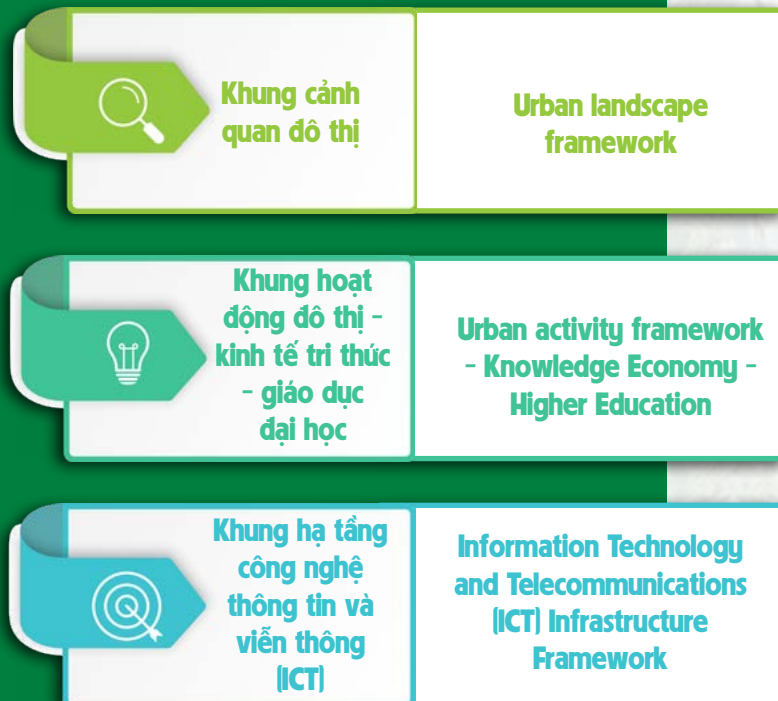 Khung cảnh
quan đô thị
Urban landscape
framework
Khung hoạt
động đô thị -
kinh tế tri thức
- giáo dục
đại học
Urban activity framework
- Knowledge Economy -
Higher Education
Khung hạ tầng
công nghệ
thông tin và
viễn thông
(ICT)
Information Technology
and Telecommunications
(ICT) Infrastructure
Framework